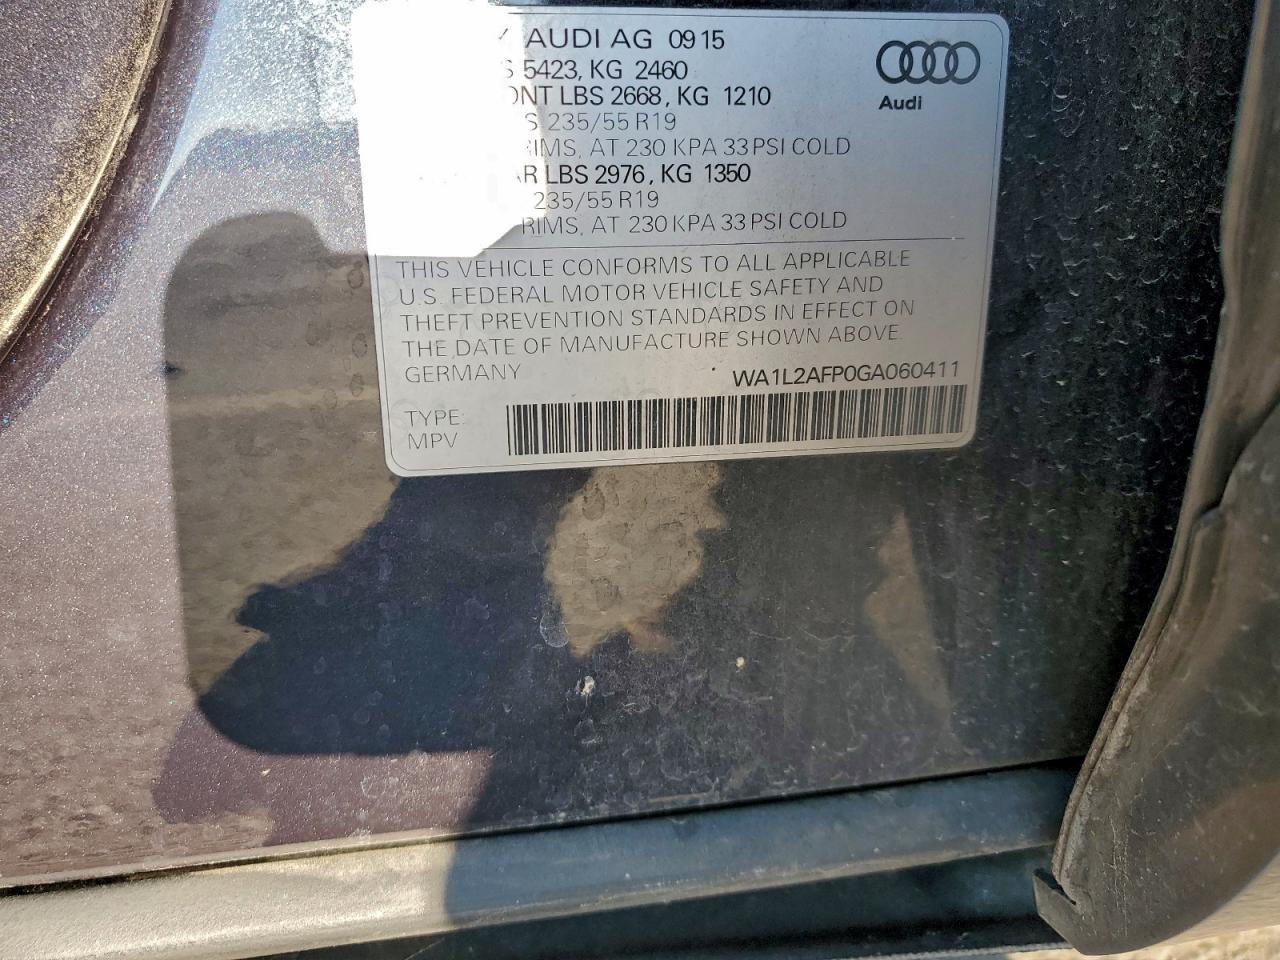 AUDI AG 09 15
5423, KG 2460
LBS 2668, KG 1210
Audi
235/55 R19
AT 230 KPA 33 PSI COLD
LBS 2976, KG 1350
235/55 R19
RIMS, AT 230 KPA 33 PSI COLD
THIS VEHICLE CONFORMS TO ALL APPLICABLE
U.S. FEDERAL MOTOR VEHICLE SAFETY AND
THEFT PREVENTION STANDARDS IN EFFECT ON
THE DATE OF MANUFACTURE SHOWN ABOVE.
GERMANY WA1L2AFP0GA060411
TYPE:
MPV